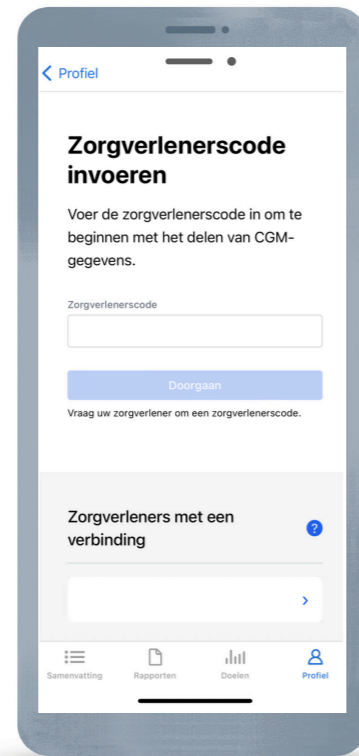 Profiel
Zorgverlenerscode
invoeren
Voer de zorgverlenerscode in om te
beginnen met het delen van CGM-
gegevens.
Zorgverlenerscode
Doorgaan
Vraag uw zorgverlener om een zorgverlenerscode.
Zorgverleners met een
verbinding
?
Samenvatting Rapporten Doelen Profiel